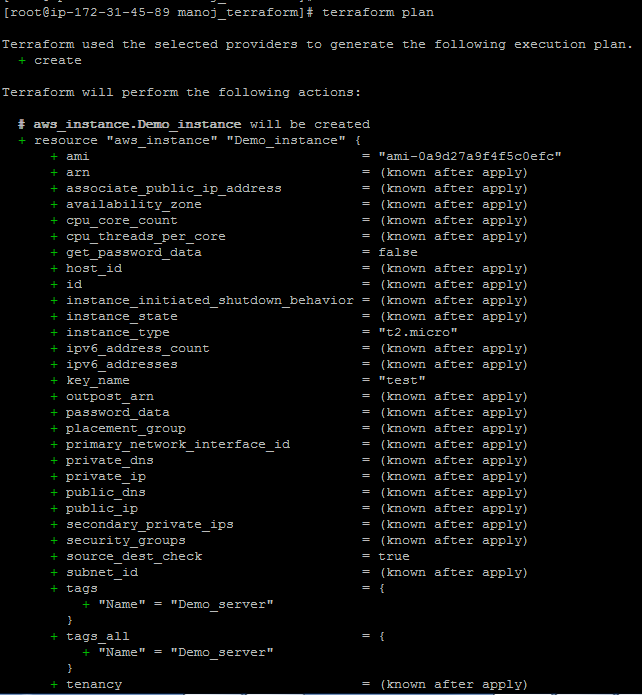 [root@ip-172-31-45-89 manoj_terraform]# terraform plan
Terraform used the selected providers to generate the following execution plan.
+ create
Terraform will perform the following actions:
# aws_instance.Demo_instance will be created
+ resource "aws_instance" "Demo_instance" {
+ ami = "ami-0a9d27a9f4f5c0efc"
+ arn = (known after apply)
+ associate_public_ip_address = (known after apply)
+ availability_zone = (known after apply)
+ cpu_core_count = (known after apply)
+ cpu_threads_per_core = (known after apply)
+ get_password_data = false
+ host_id = (known after apply)
+ id = (known after apply)
+ instance_initiated_shutdown_behavior = (known after apply)
+ instance_state = (known after apply)
+ instance_type = "t2.micro"
+ ipv6_address_count = (known after apply)
+ ipv6_addresses = (known after apply)
+ key_name = "test"
+ outpost_arn = (known after apply)
+ password_data = (known after apply)
+ placement_group = (known after apply)
+ primary_network_interface_id = (known after apply)
+ private_dns = (known after apply)
+ private_ip = (known after apply)
+ public_dns = (known after apply)
+ public_ip = (known after apply)
+ secondary_private_ips = (known after apply)
+ security_groups = (known after apply)
+ source_dest_check = true
+ subnet_id = (known after apply)
+ tags = {
+ "Name" = "Demo_server"
}
+ tags_all = {
+ "Name" = "Demo_server"
}
+ tenancy = (known after apply)